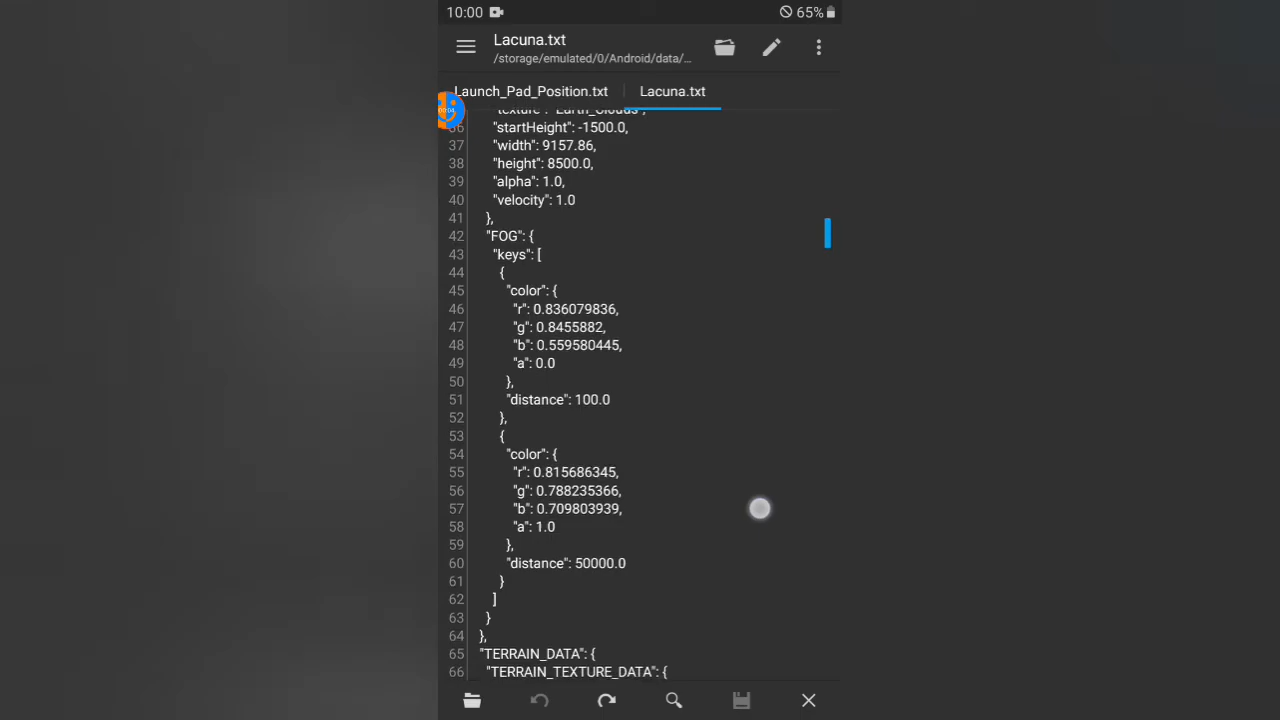 10:00 65%
Lacuna.txt
/storage/emulated/0/Android/data/...
Launch_Pad_Position.txt Lacuna.txt
"texture": "Earth_Clouds",
36 "startHeight": -1500.0,
37 "width": 9157.86,
38 "height": 8500.0,
39 "alpha": 1.0,
40 "velocity": 1.0
41 },
42 "FOG": {
43 "keys": [
44 {
45 "color": {
46 "r": 0.836079836,
47 "g": 0.8455882,
48 "b": 0.559580445,
49 "a": 0.0
50 },
51 "distance": 100.0
52 },
53 {
54 "color": {
55 "r": 0.815686345,
56 "g": 0.788235366,
57 "b": 0.709803939,
58 "a": 1.0
59 },
60 "distance": 50000.0
61 }
62 ]
63 }
64 },
65 "TERRAIN_DATA": {
66 "TERRAIN_TEXTURE_DATA": {